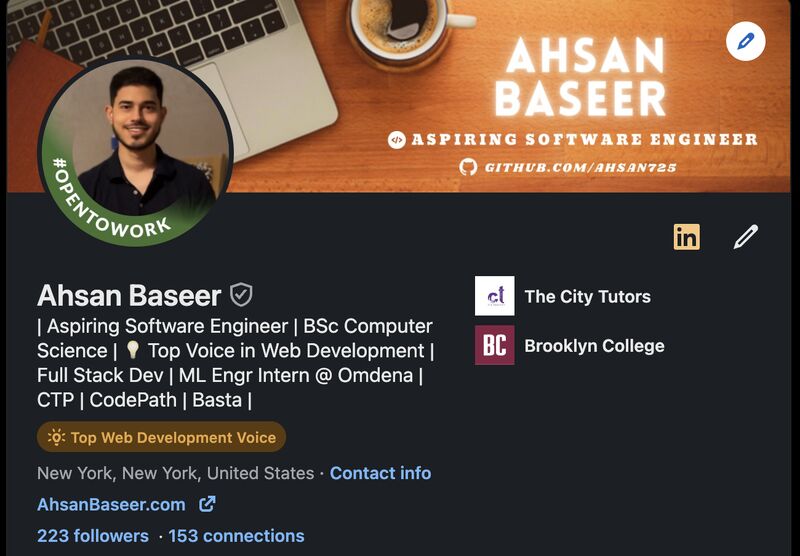 AHSAN
BASEER
</> ASPIRING SOFTWARE ENGINEER
GITHUB.COM/AHSAN725
#OPENTOWORK
in
Ahsan Baseer
| Aspiring Software Engineer | BSc Computer
Science | 💡 Top Voice in Web Development |
Full Stack Dev | ML Engr Intern @ Omdena |
CTP | CodePath | Basta |
Top Web Development Voice
New York, New York, United States · Contact info
AhsanBaseer.com
223 followers · 153 connections
ct
The City Tutors
BC
Brooklyn College